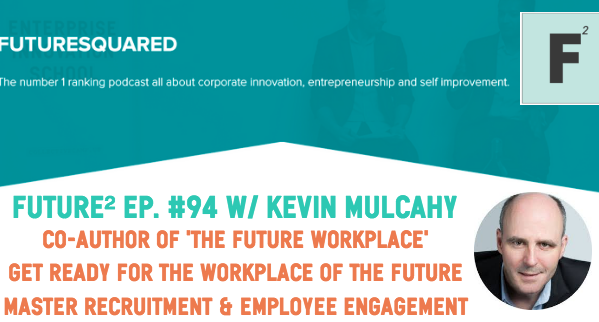 ENTERPRISE
SCHOOL
FUTURESQUARED
The number 1 ranking podcast all about corporate innovation, entrepreneurship and self improvement.
F²
FUTURE² EP. #94 W/ KEVIN MULCAHY
CO-AUTHOR OF 'THE FUTURE WORKPLACE'
GET READY FOR THE WORKPLACE OF THE FUTURE
MASTER RECRUITMENT & EMPLOYEE ENGAGEMENT